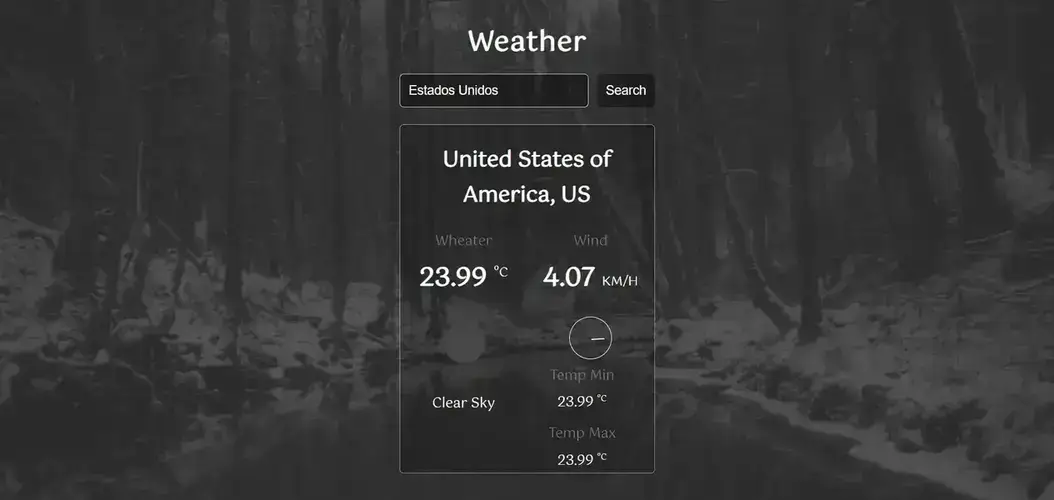 Weather
Estados Unidos
Search
United States of
America, US
Wheater
Wind
23.99 °C
4.07 KM/H
Temp Min
Clear Sky
23.99 °C
Temp Max
23.99 °C